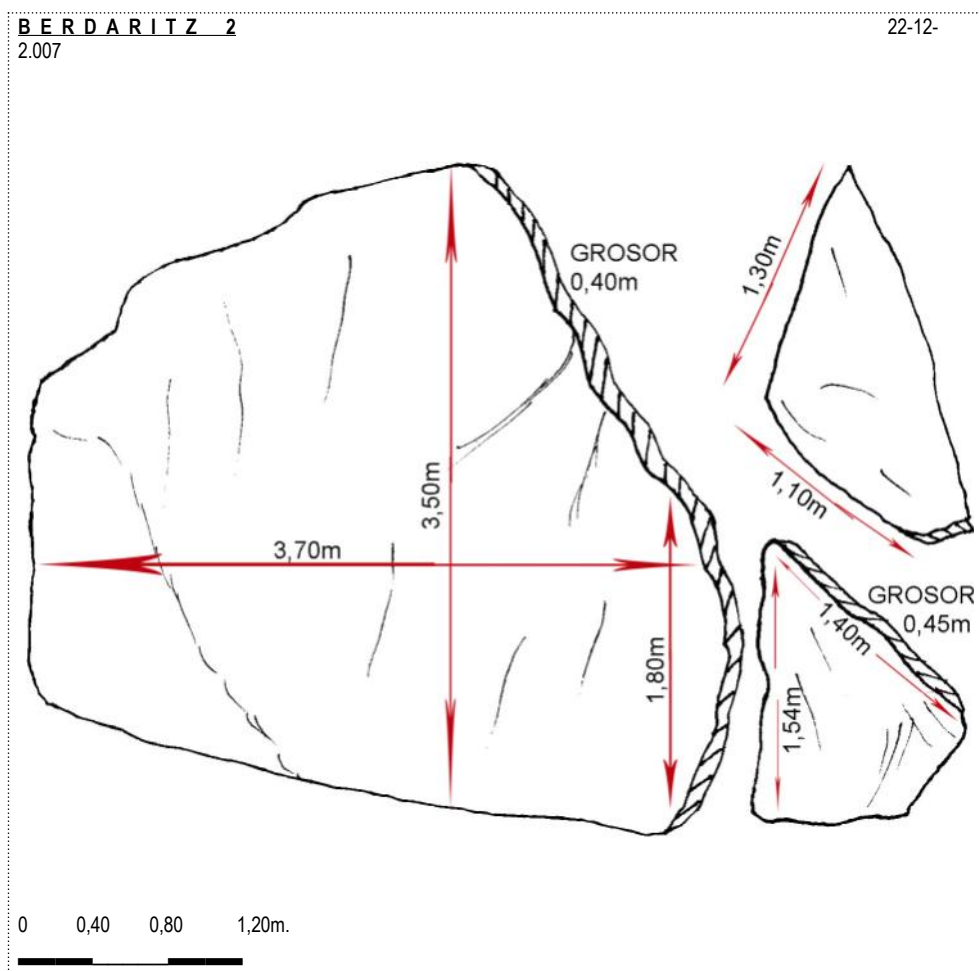 BERDARITZ 2 22-12-
2.007
GROSOR
0,40m
1,30m
3,50m
1,10m
3,70m
GROSOR
0,45m
1,40m
1,80m
1,54m
0 0,40 0,80 1,20m.